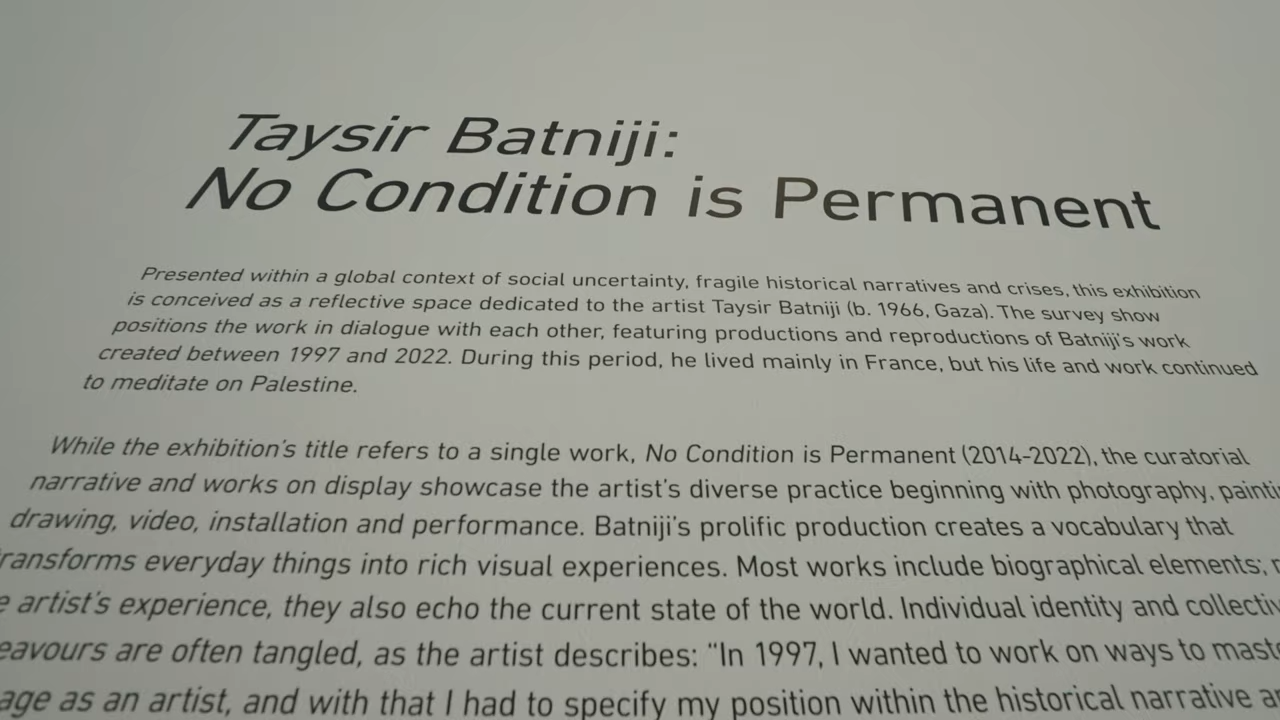 Taysir Batniji:
No Condition is Permanent
Presented within a global context of social uncertainty, fragile historical narratives and crises, this exhibition
is conceived as a reflective space dedicated to the artist Taysir Batniji (b. 1966, Gaza). The survey show
positions the work in dialogue with each other, featuring productions and reproductions of Batniji's work
created between 1997 and 2022. During this period, he lived mainly in France, but his life and work continued
to meditate on Palestine.
While the exhibition's title refers to a single work, No Condition is Permanent (2014-2022), the curatorial
narrative and works on display showcase the artist's diverse practice beginning with photography,
drawing, video, installation and performance. Batniji's prolific production creates a vocabulary that
everyday things into rich visual experiences. Most works include biographical elements;
artist's experience, they also echo the current state of the world. Individual identity and
are often tangled, as the artist describes: "In 1997, I wanted to work on ways to
as an artist, and with that I had to specify my position within the historical narrative